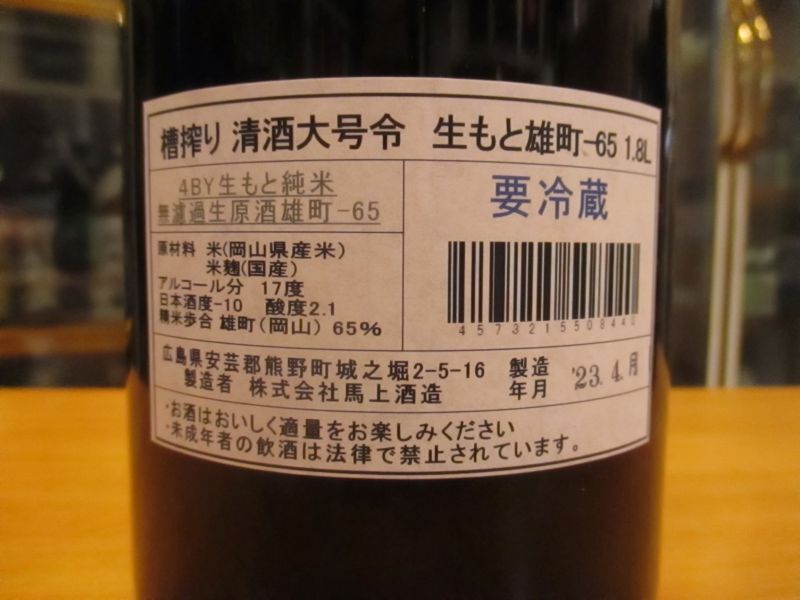 槽搾り 清酒大号令 生もと雄町-65 1.8L
4BY生もと純米
無濾過生原酒雄町-65
要冷蔵
原材料 米(岡山県産米)
米麹(国産)
アルコール分 17度
日本酒度-10 酸度2.1
精米歩合 雄町(岡山) 65%
4573215508440
広島県安芸郡熊野町城之堀2-5-16
製造者 株式会社馬上酒造
製造
年月
'23.4.月
・お酒はおいしく適量をお楽しみください
・未成年者の飲酒は法律で禁止されています。